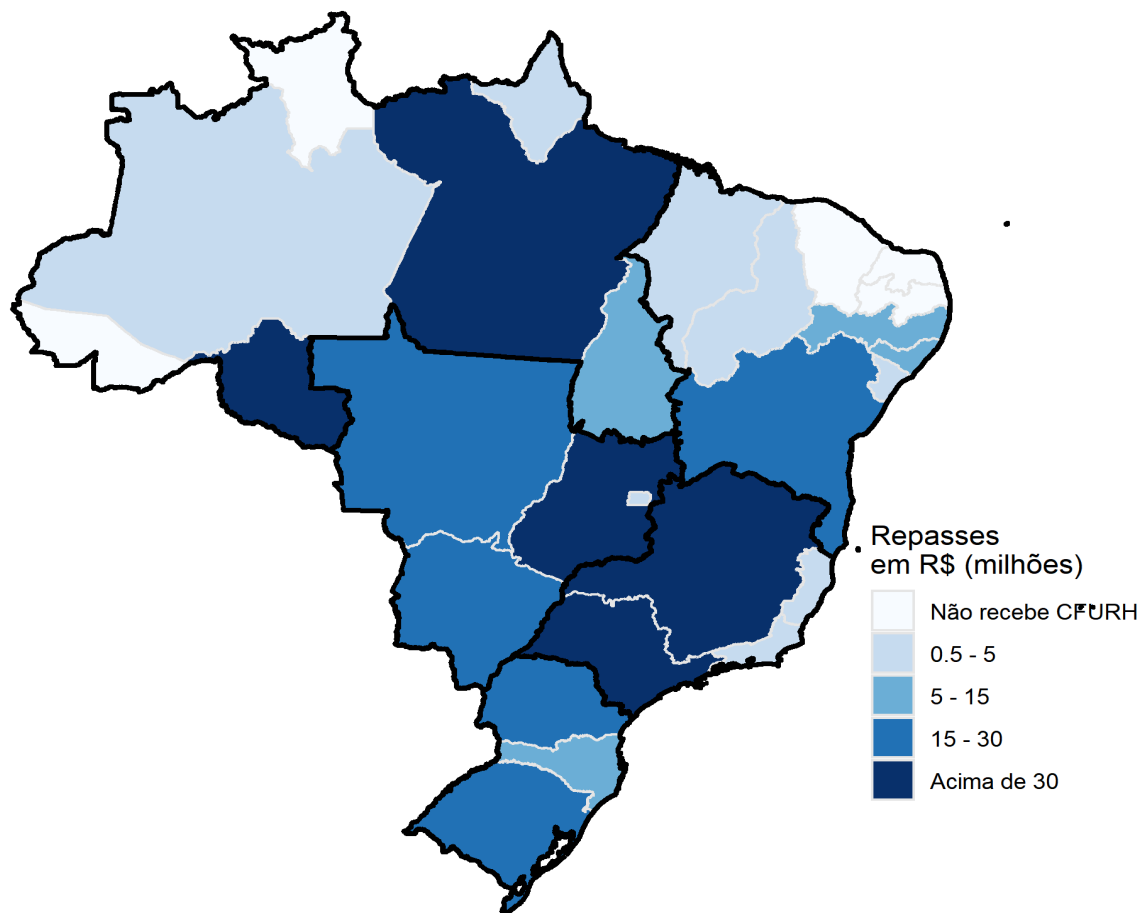 Repasses
em R$ (milhões)
Não recebe CFURH
0.5 - 5
5 - 15
15 - 30
Acima de 30